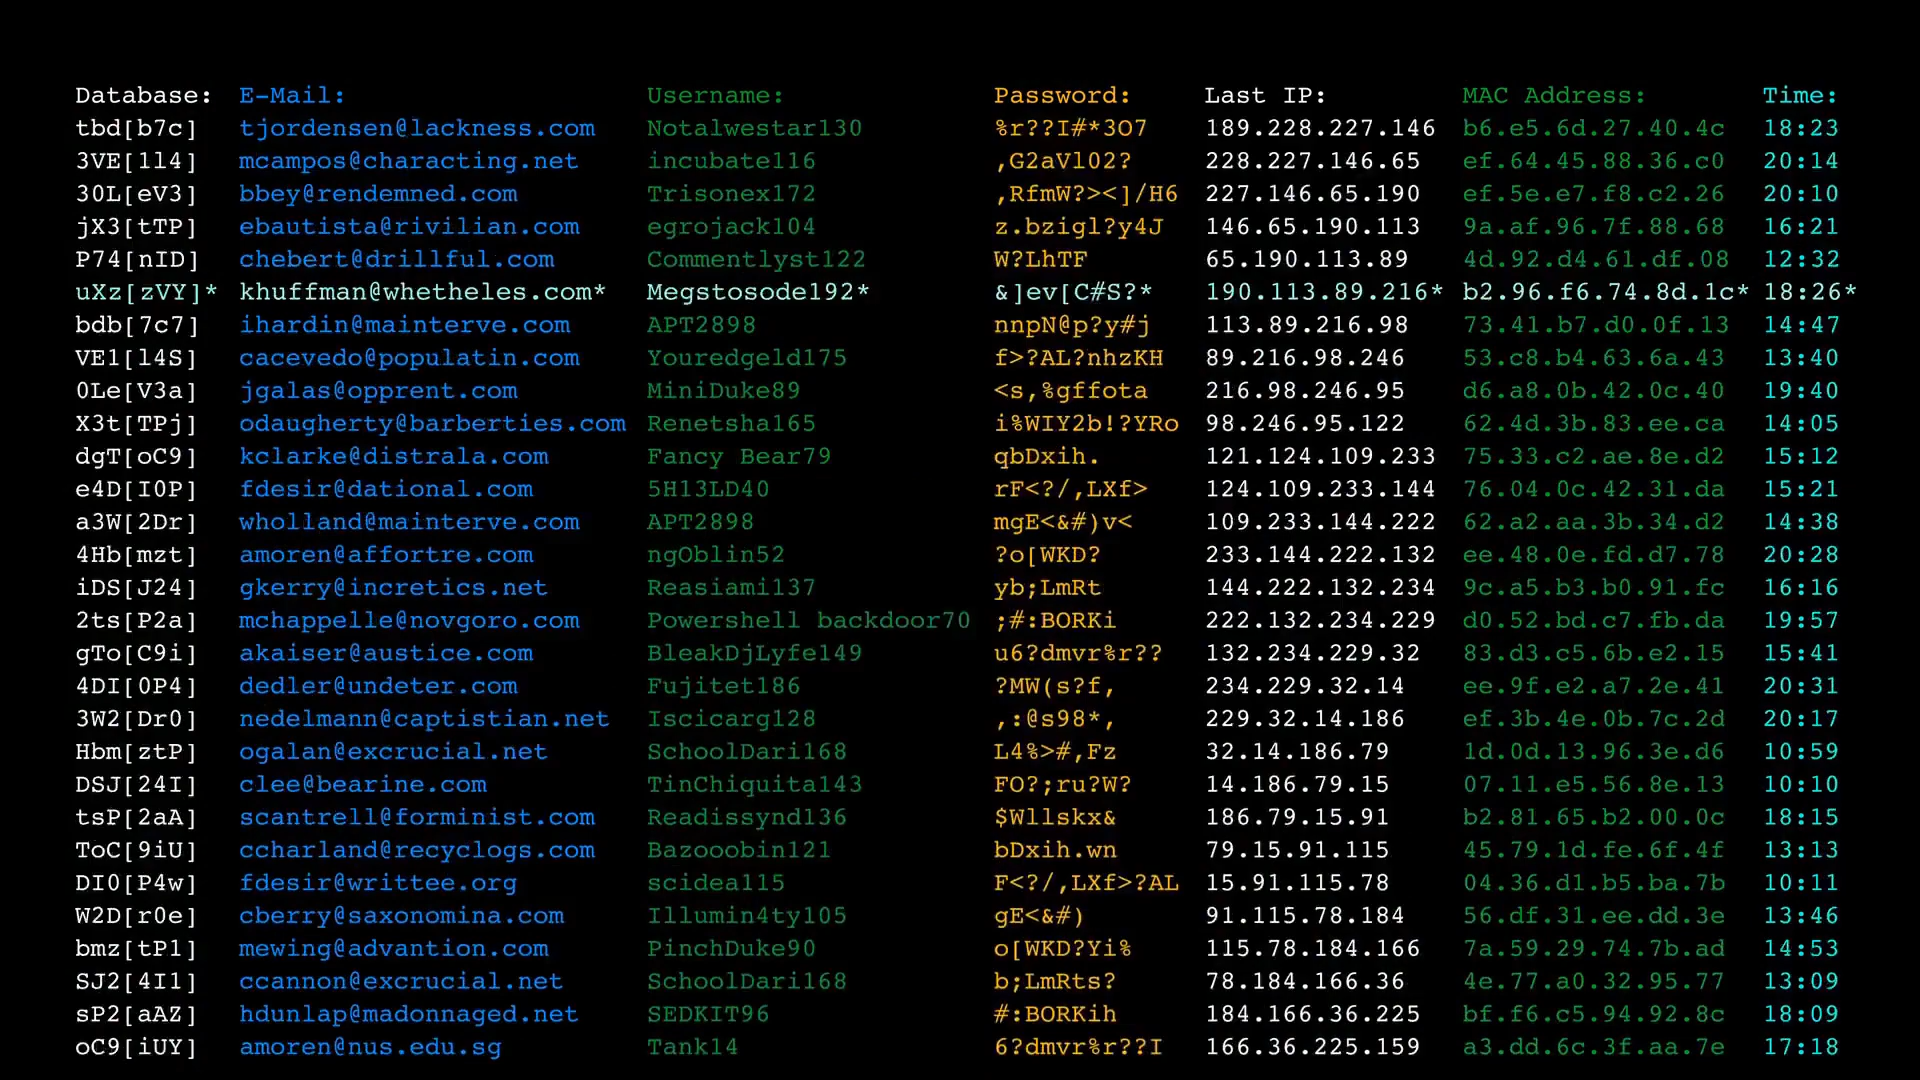 Database: E-Mail: Username: Password: Last IP: MAC Address: Time:
tbd[b7c] tjordensen@lackness.com Notalwestar130 %r??I#*3O7 189.228.227.146 b6.e5.6d.27.40.4c 18:23
3VE[1l4] mcampos@characting.net incubate116 ,G2aVl02? 228.227.146.65 ef.64.45.88.36.c0 20:14
30L[eV3] bbey@rendemned.com Trisonex172 ,RfmW?><]/H6 227.146.65.190 ef.5e.e7.f8.c2.26 20:10
jX3[tTP] ebautista@rivilian.com egrojack104 z.bzigl?y4J 146.65.190.113 9a.af.96.7f.88.68 16:21
P74[nID] chebert@drillful.com Commentlyst122 W?LhTF 65.190.113.89 4d.92.d4.61.df.08 12:32
uXz[zVY]* khuffman@whetheles.com* Megstosode192* &]ev[C#S?* 190.113.89.216* b2.96.f6.74.8d.1c* 18:26*
bdb[7c7] ihardin@mainterve.com APT2898 nnpN@p?y#j 113.89.216.98 73.41.b7.d0.0f.13 14:47
VE1[l4S] cacevedo@populatin.com Youredgeld175 f>?AL?nhzKH 89.216.98.246 53.c8.b4.63.6a.43 13:40
0Le[V3a] jgalas@opprent.com MiniDuke89 <s,%gffota 216.98.246.95 d6.a8.0b.42.0c.40 19:40
X3t[TPj] odaugherty@barberties.com Renetsha165 i%WIY2b!?YRo 98.246.95.122 62.4d.3b.83.ee.ca 14:05
dgT[oC9] kclarke@distrala.com Fancy Bear79 qbDxih. 121.124.109.233 75.33.c2.ae.8e.d2 15:12
e4D[I0P] fdesir@dational.com 5H13LD40 rF<?/,LXf> 124.109.233.144 76.04.0c.42.31.da 15:21
a3W[2Dr] wholland@mainterve.com APT2898 mgE<&#)v< 109.233.144.222 62.a2.aa.3b.34.d2 14:38
4Hb[mzt] amoren@affortre.com ngOblin52 ?o[WKD? 233.144.222.132 ee.48.0e.fd.d7.78 20:28
iDS[J24] gkerry@incretics.net Reasiami137 yb;LmRt 144.222.132.234 9c.a5.b3.b0.91.fc 16:16
2ts[P2a] mchappelle@novgoro.com Powershell backdoor70 ;#:BORKi 222.132.234.229 d0.52.bd.c7.fb.da 19:57
gTo[C9i] akaiser@austice.com BleakDjLyfe149 u6?dmvr%r?? 132.234.229.32 83.d3.c5.6b.e2.15 15:41
4DI[0P4] dedler@undeter.com Fujitet186 ?MW(s?f, 234.229.32.14 ee.9f.e2.a7.2e.41 20:31
3W2[Dr0] nedelmann@captistian.net Iscicarg128 ,:@s98*, 229.32.14.186 ef.3b.4e.0b.7c.2d 20:17
Hbm[ztP] ogalan@excrucial.net SchoolDari168 L4%>#,Fz 32.14.186.79 1d.0d.13.96.3e.d6 10:59
DSJ[24I] clee@bearine.com TinChiquita143 FO?;ru?W? 14.186.79.15 07.11.e5.56.8e.13 10:10
tsP[2aA] scantrell@forminist.com Readissynd136 $Wllskx& 186.79.15.91 b2.81.65.b2.00.0c 18:15
ToC[9iU] ccharland@recyclogs.com Bazooobin121 bDxih.wn 79.15.91.115 45.79.1d.fe.6f.4f 13:13
DI0[P4w] fdesir@writtee.org scidea115 F<?/,LXf>?AL 15.91.115.78 04.36.d1.b5.ba.7b 10:11
W2D[r0e] cberry@saxonomina.com Illumin4ty105 gE<&#) 91.115.78.184 56.df.31.ee.dd.3e 13:46
bmz[tP1] mewing@advantion.com PinchDuke90 o[WKD?Yi% 115.78.184.166 7a.59.29.74.7b.ad 14:53
SJ2[4I1] ccannon@excrucial.net SchoolDari168 b;LmRts? 78.184.166.36 4e.77.a0.32.95.77 13:09
sP2[aAZ] hdunlap@madonnaged.net SEDKIT96 #:BORKih 184.166.36.225 bf.f6.c5.94.92.8c 18:09
oC9[iUY] amoren@nus.edu.sg Tank14 6?dmvr%r??I 166.36.225.159 a3.dd.6c.3f.aa.7e 17:18